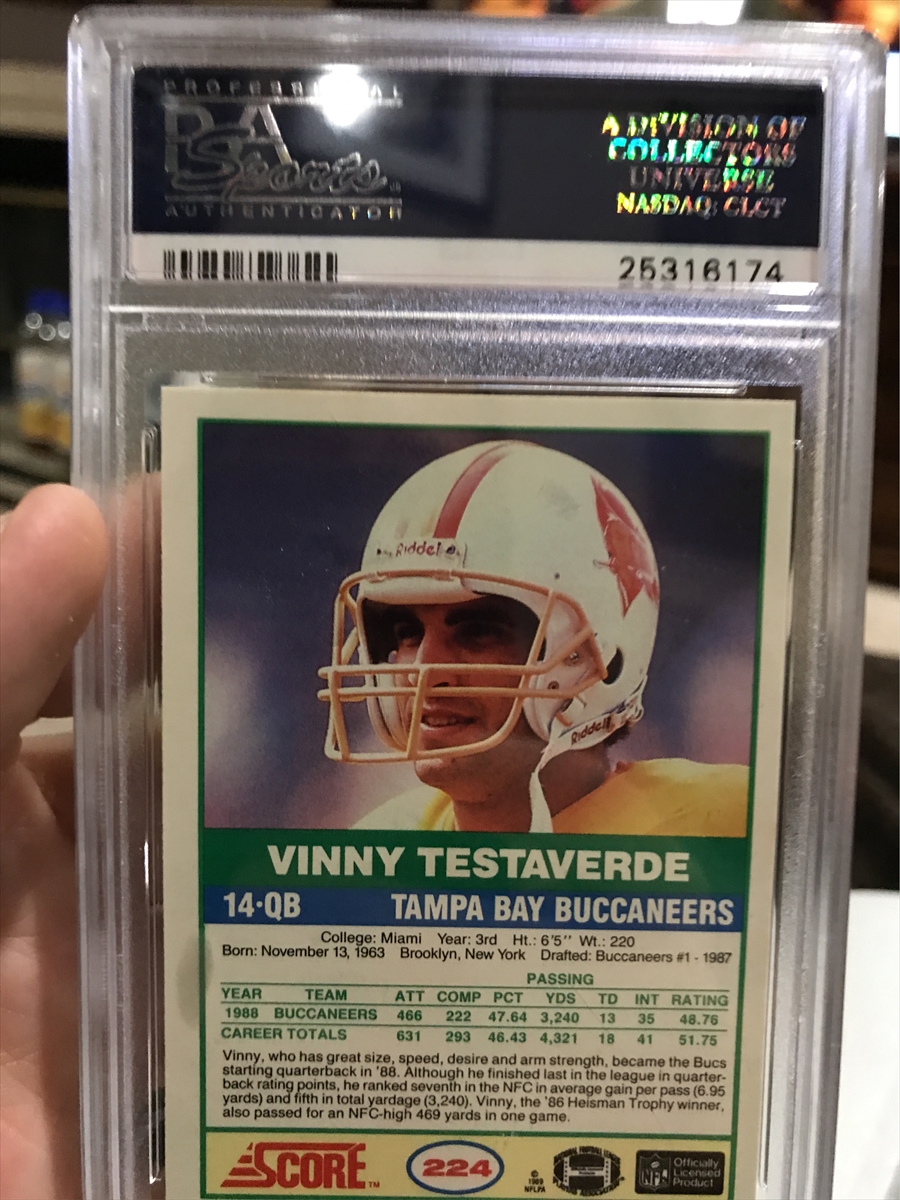 PROFESSIONAL
PSA
Sports
AUTHENTICATOR
A DIVISION OF
COLLECTORS
UNIVERSE
NASDAQ: CLCT
25316174
Riddell
Riddell
VINNY TESTAVERDE
14·QB TAMPA BAY BUCCANEERS
College: Miami Year: 3rd Ht.: 6'5" Wt.: 220
Born: November 13, 1963 Brooklyn, New York Drafted: Buccaneers #1 - 1987
PASSING
YEAR TEAM ATT COMP PCT YDS TD INT RATING
1988 BUCCANEERS 466 222 47.64 3,240 13 35 48.76
CAREER TOTALS 631 293 46.43 4,321 18 41 51.75
Vinny, who has great size, speed, desire and arm strength, became the Bucs
starting quarterback in '88. Although he finished last in the league in quarter-
back rating points, he ranked seventh in the NFC in average gain per pass (6.95
yards) and fifth in total yardage (3,240). Vinny, the '86 Heisman Trophy winner,
also passed for an NFC-high 469 yards in one game.
SCORE™
224
© 1989 NFLPA
NFL
Officially
Licensed
Product